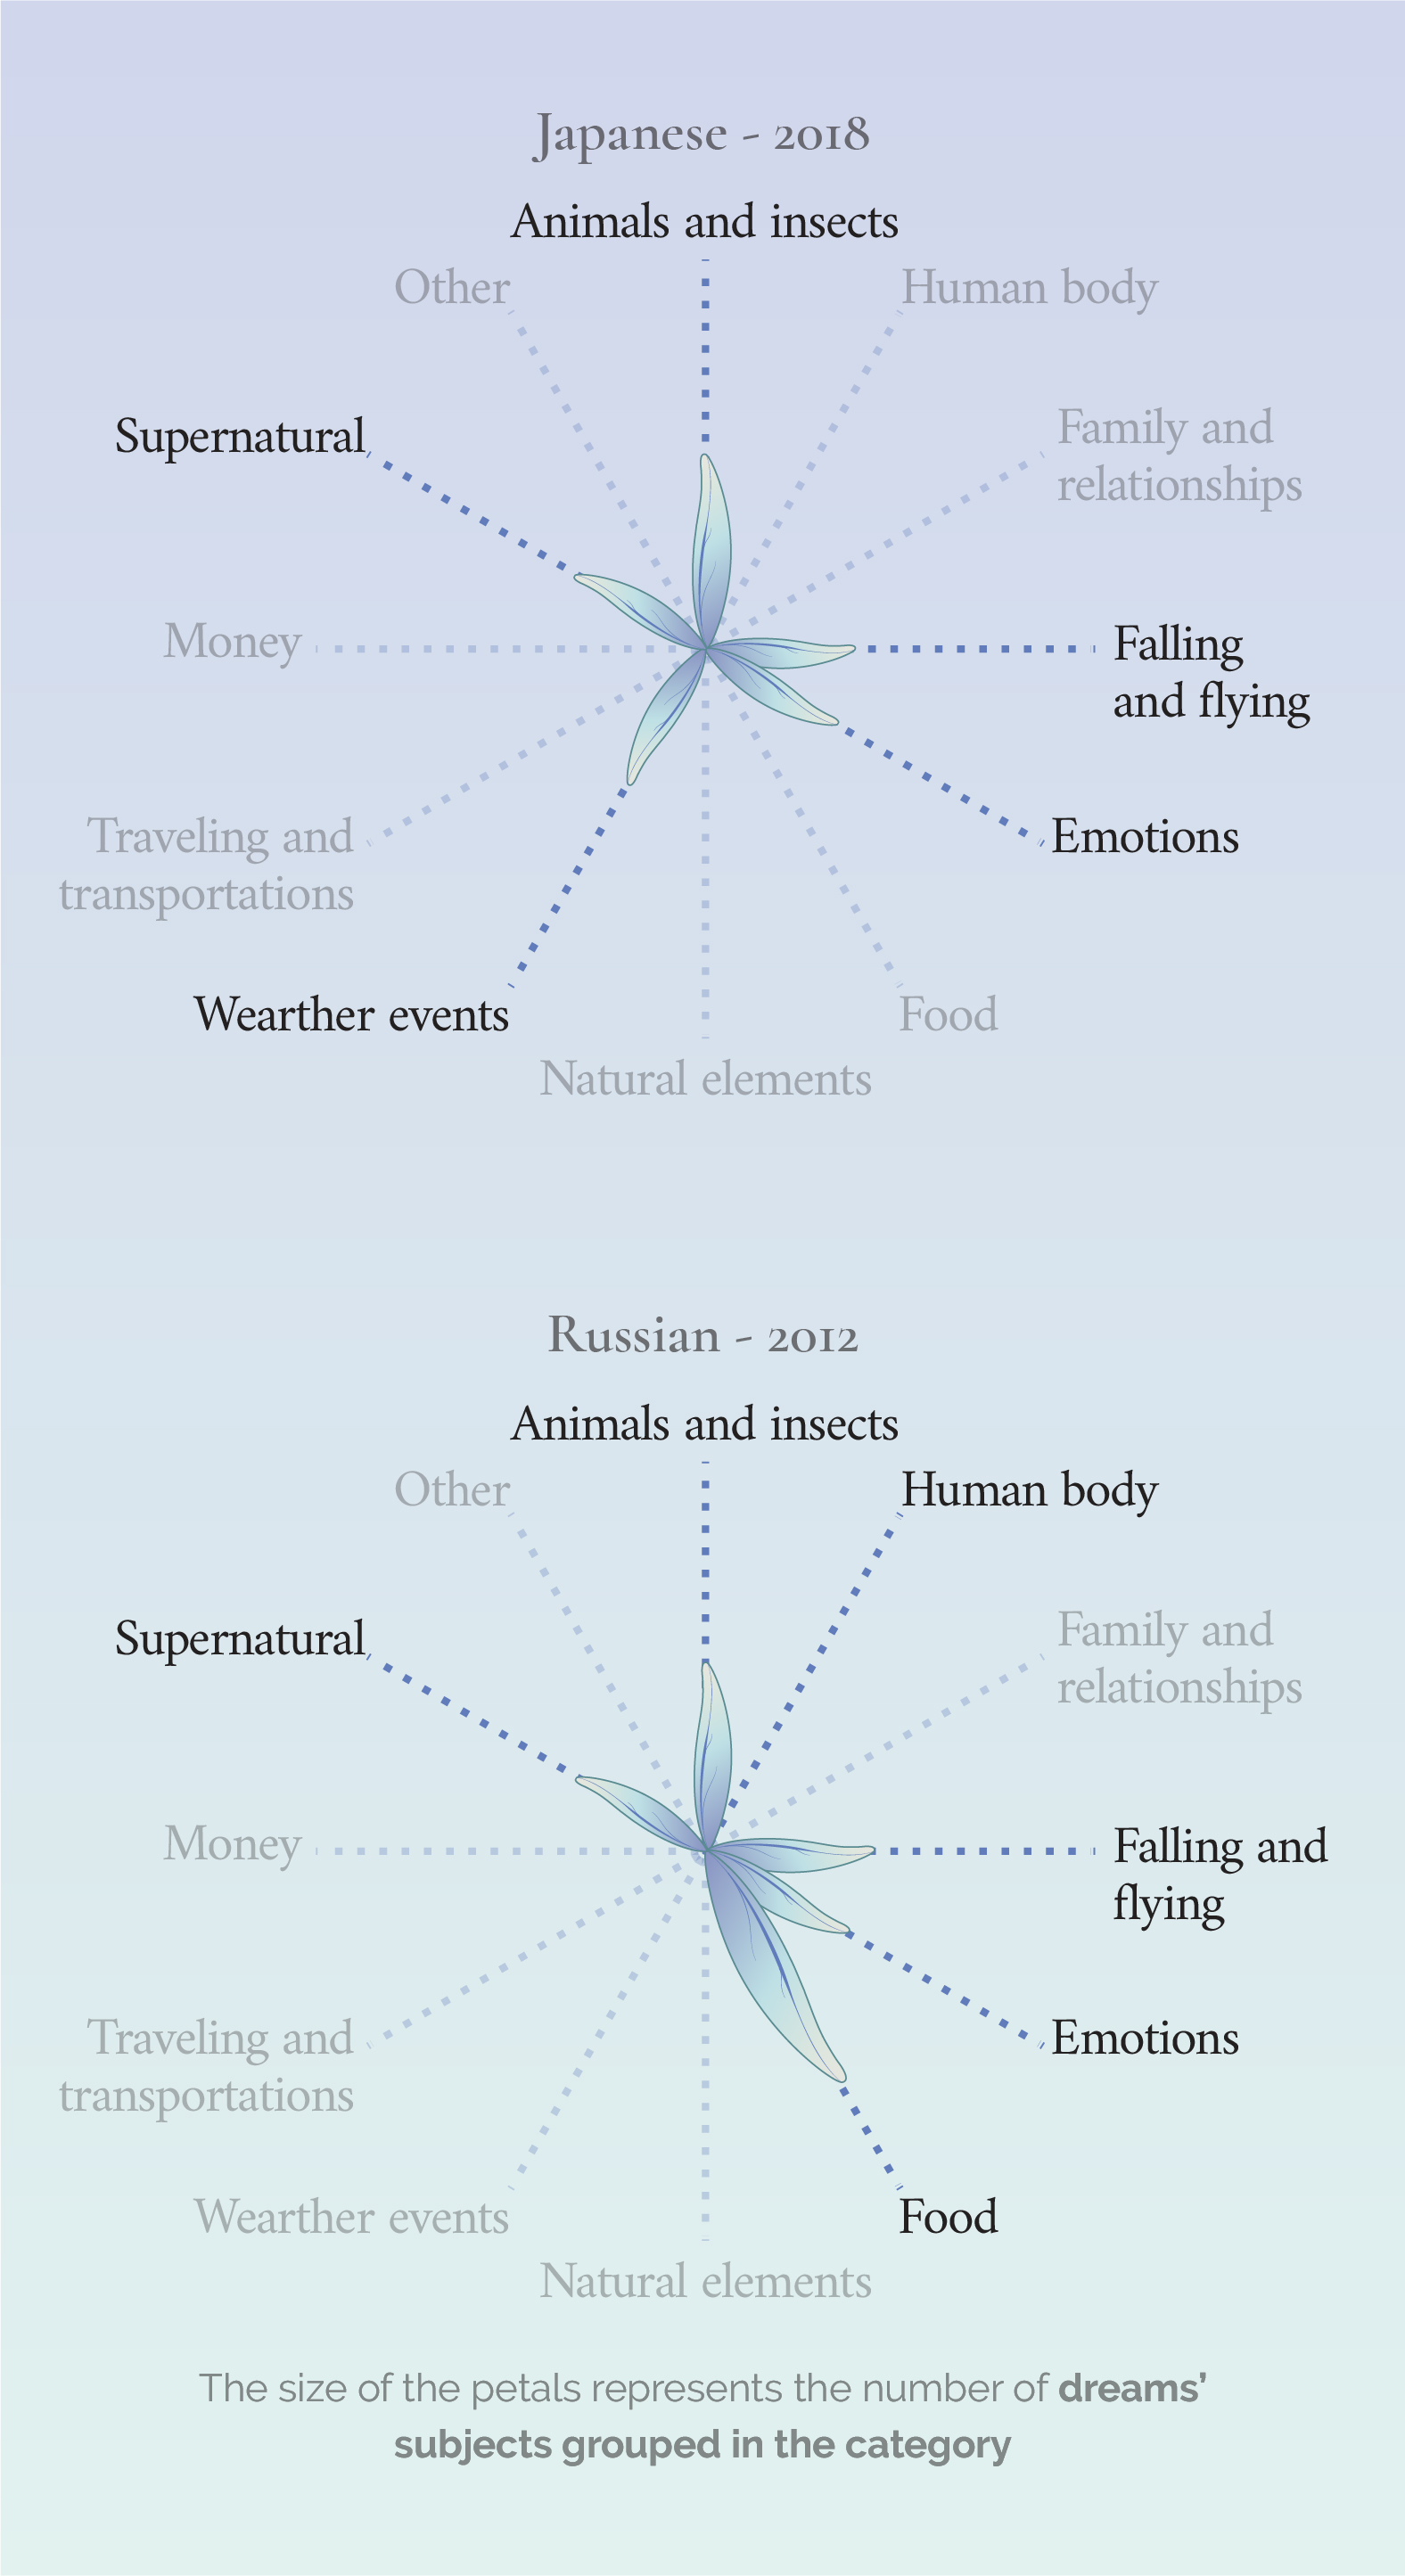 Japanese - 2018
Animals and insects
Other
Human body
Family and
relationships
Supernatural
Money
Falling
and flying
Traveling and
transportations
Emotions
Wearther events
Food
Natural elements
Russian - 2012
Animals and insects
Other
Human body
Family and
relationships
Supernatural
Money
Falling and
flying
Traveling and
transportations
Emotions
Wearther events
Food
Natural elements
The size of the petals represents the number of dreams’
subjects grouped in the category